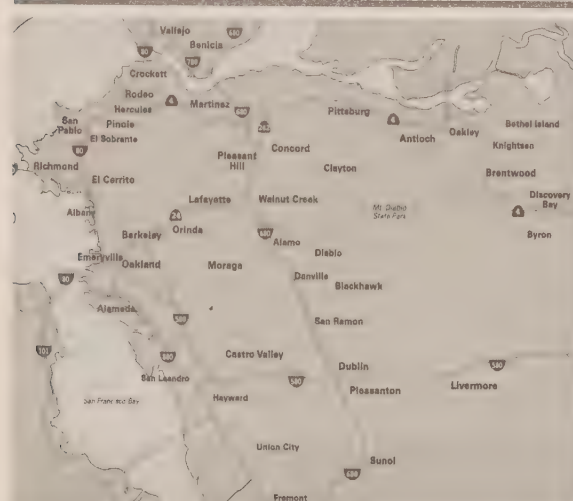 Vallejo
680
Benicia
80
780
Crockett
Rodeo
4
Martinez
Hercules
Pittsburg
4
San
Pablo
Pinole
Oakley
Bethel Island
El Sobrante
Antioch
Knightsen
80
Concord
Pleasant
Hill
Richmond
Clayton
Brentwood
El Cerrito
Discovery
Bay
Lafayette
Walnut Creek
Mt. Diablo
State Park
Albany
24
4
Orinda
Berkeley
680
Alamo
Byron
Diablo
Emeryville
Oakland
Moraga
Danville
80
Blackhawk
Alameda
580
San Ramon
101
880
Castro Valley
Dublin
580
San Leandro
580
Pleasanton
Livermore
San Francisco Bay
Hayward
Union City
Sunol
680
Fremont